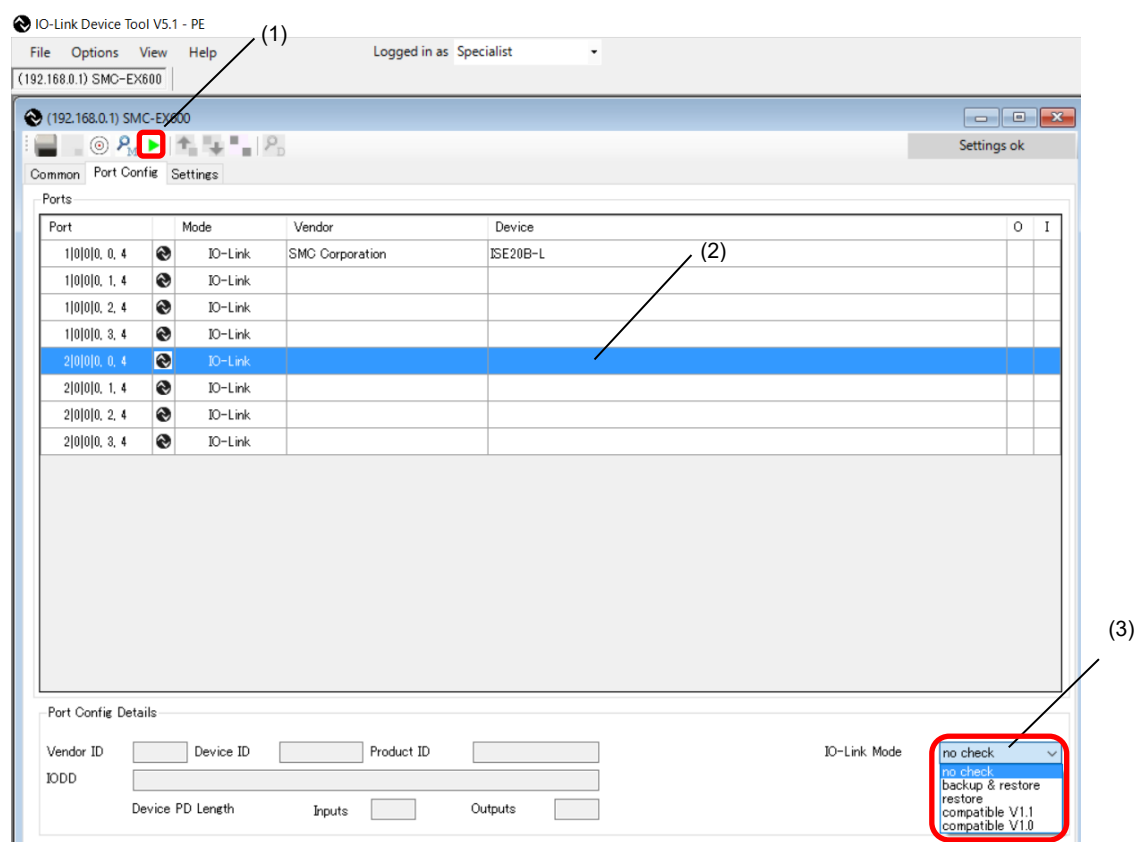 IO-Link Device Tool V5.1 - PE
(1)
File Options View Help Logged in as Specialist
(192.168.0.1) SMC-EX600
(192.168.0.1) SMC-EX600
Settings ok
Common Port Config Settings
Ports
Port Mode Vendor Device O I
1|0|0|0, 0, 4 IO-Link SMC Corporation ISE20B-L
(2)
1|0|0|0, 1, 4 IO-Link
1|0|0|0, 2, 4 IO-Link
1|0|0|0, 3, 4 IO-Link
2|0|0|0, 0, 4 IO-Link
2|0|0|0, 1, 4 IO-Link
2|0|0|0, 2, 4 IO-Link
2|0|0|0, 3, 4 IO-Link
(3)
Port Config Details
Vendor ID Device ID Product ID IO-Link Mode no check
IODD
no check
backup & restore
restore
compatible V1.1
compatible V1.0
Device PD Length Inputs Outputs